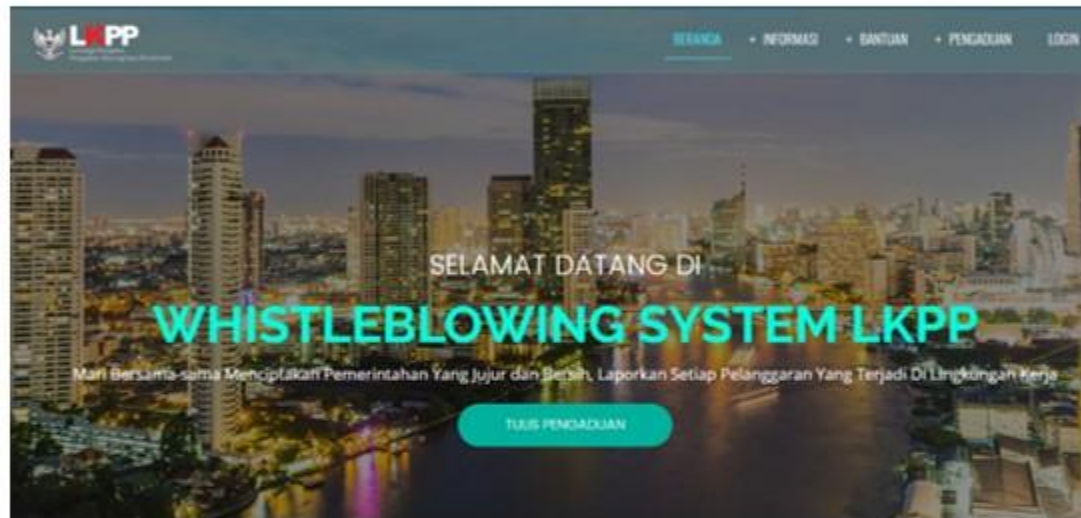 LKPP
BERANDA + INFORMASI + BANTUAN + PENGADUAN LOGIN
SELAMAT DATANG DI
WHISTLEBLOWING SYSTEM LKPP
Mari Bersama-sama Menciptakan Pemerintahan Yang Jujur dan Bersih, Laporkan Setiap Pelanggaran Yang Terjadi Di Lingkungan Kerja
TULIS PENGADUAN